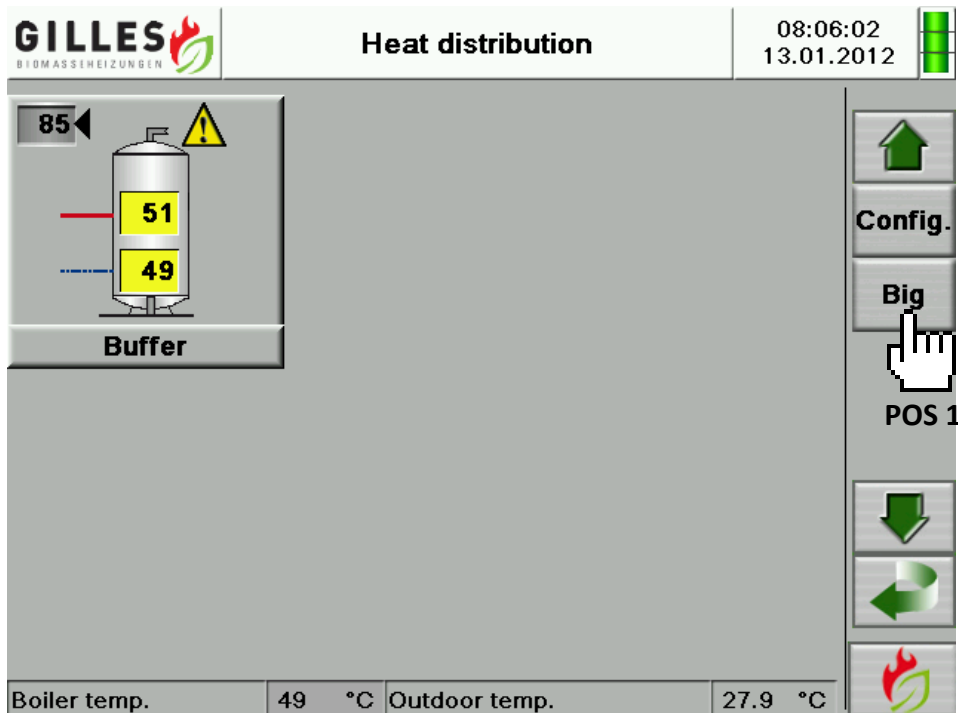 GILLES
BIOMASSEHEIZUNGEN
Heat distribution
08:06:02
13.01.2012
85
51
49
Buffer
Config.
Big
POS 1
Boiler temp. 49 °C Outdoor temp. 27.9 °C